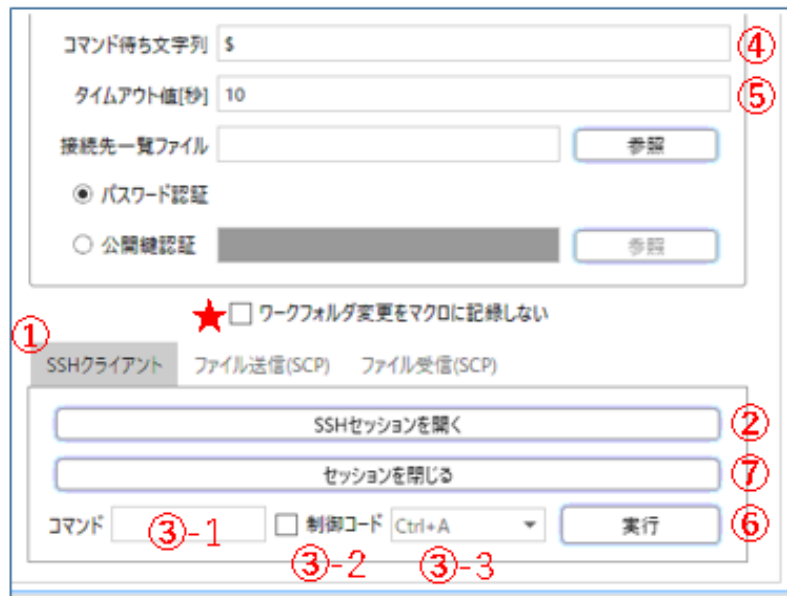 コマンド待ち文字列 $ ④
タイムアウト値[秒] 10 ⑤
接続先一覧ファイル 参照
パスワード認証
公開鍵認証 参照
★ ワークフォルダ変更をマクロに記録しない
①
SSHクライアント ファイル送信(SCP) ファイル受信(SCP)
SSHセッションを開く ②
セッションを閉じる ⑦
コマンド ③-1 制御コード Ctrl+A 実行 ⑥
③-2 ③-3